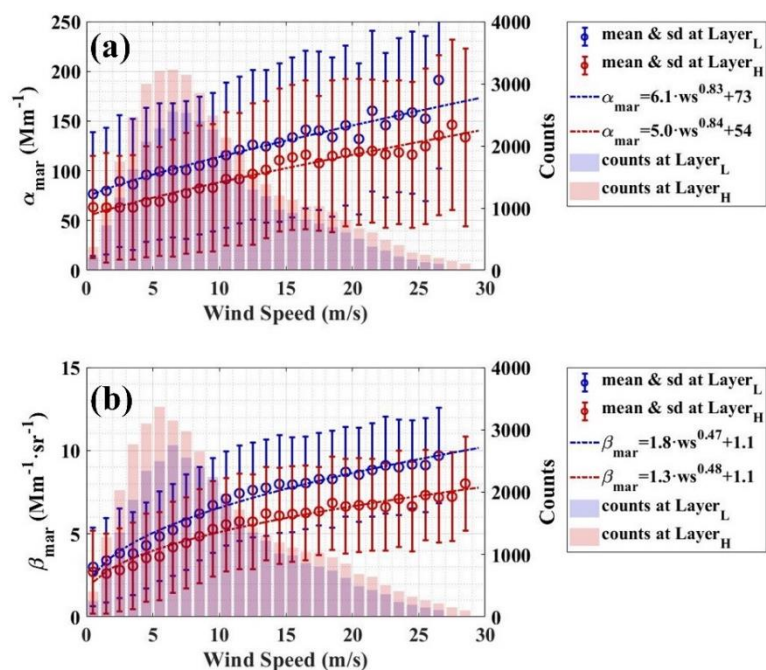 (a)
250
200
150
100
50
0
α_mar (Mm⁻¹)
4000
3000
2000
1000
0
Counts
0 5 10 15 20 25 30
Wind Speed (m/s)
mean & sd at Layer_L
mean & sd at Layer_H
α_mar=6.1·ws^0.83+73
α_mar=5.0·ws^0.84+54
counts at Layer_L
counts at Layer_H
(b)
15
10
5
0
β_mar (Mm⁻¹·sr⁻¹)
4000
3000
2000
1000
0
Counts
0 5 10 15 20 25 30
Wind Speed (m/s)
mean & sd at Layer_L
mean & sd at Layer_H
β_mar=1.8·ws^0.47+1.1
β_mar=1.3·ws^0.48+1.1
counts at Layer_L
counts at Layer_H